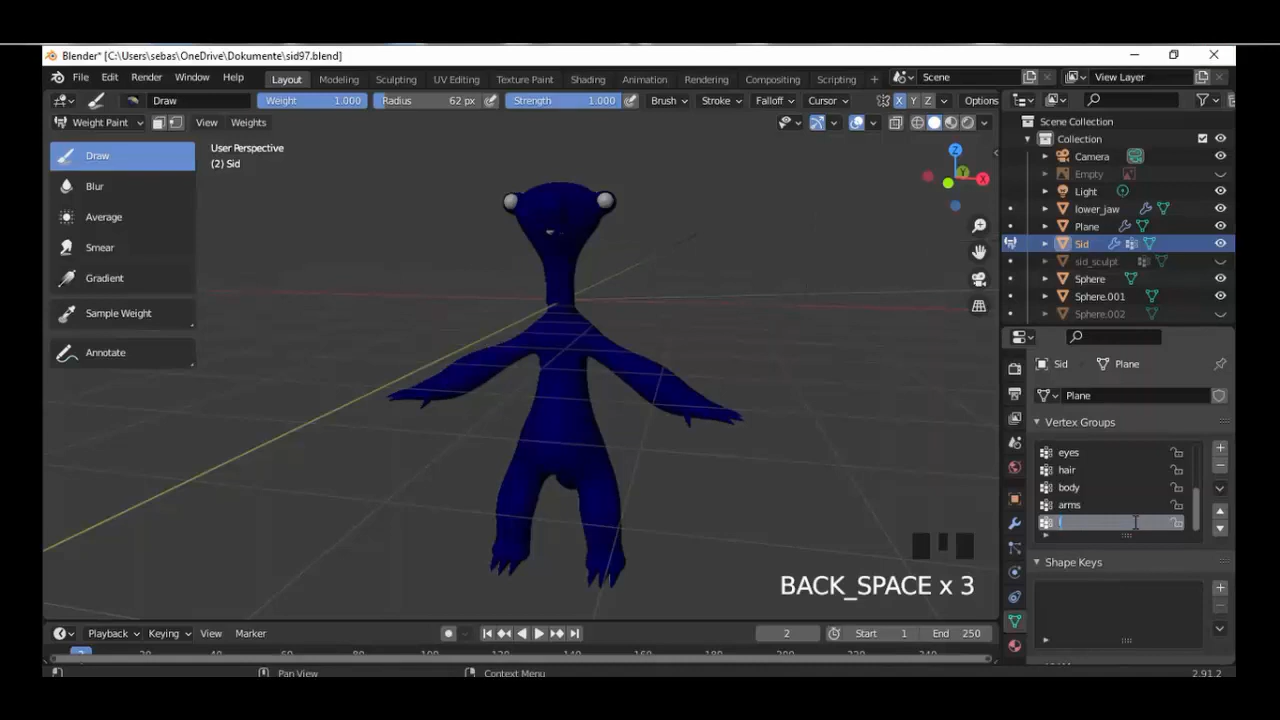 Blender* [C:\Users\sebas\OneDrive\Dokumente\sid97.blend]
File Edit Render Window Help Layout Modeling Sculpting UV Editing Texture Paint Shading Animation Rendering Compositing Scripting + Scene View Layer
Draw Weight 1.000 Radius 62 px Strength 1.000 Brush Stroke Falloff Cursor X Y Z Options
Weight Paint View Weights
Scene Collection
Collection
Camera
Empty
Light
lower_jaw
Plane
Sid
sid_sculpt
Sphere
Sphere.001
Sphere.002
Draw
Blur
Average
Smear
Gradient
Sample Weight
Annotate
User Perspective
(2) Sid
Z
Y
X
Sid Plane
Plane
Vertex Groups
eyes
hair
body
arms
Shape Keys
BACK_SPACE x 3
Playback Keying View Marker 2 Start 1 End 250
Pan View Context Menu 2.91.2